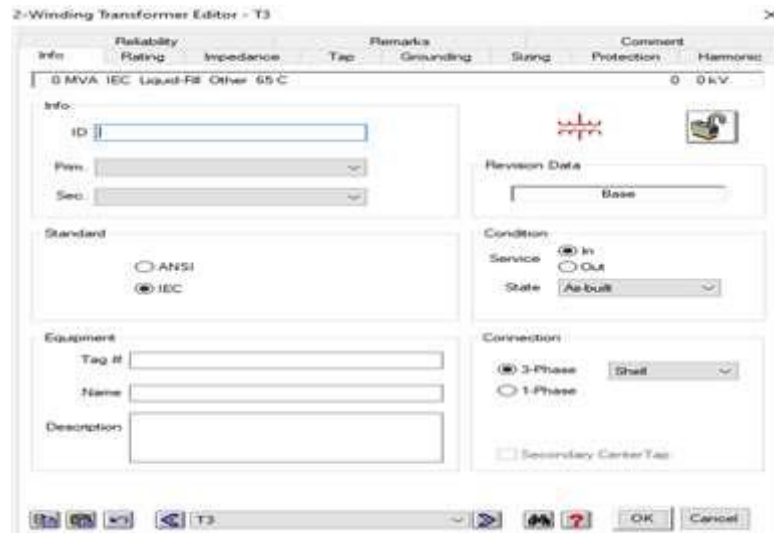 2-Winding Transformer Editor - T3
Reliability Remarks Comment
Info Rating Impedance Tap Grounding Sizing Protection Harmonic
0 MVA IEC Liquid-Fill Other 65 C 0 0 kV
Info
ID
Prim.
Sec.
Revision Data
Base
Standard
ANSI
IEC
Condition
Service In
Out
State As-built
Equipment
Tag #
Name
Description
Connection
3-Phase Shell
1-Phase
Secondary Center Tap
T3 ? OK Cancel